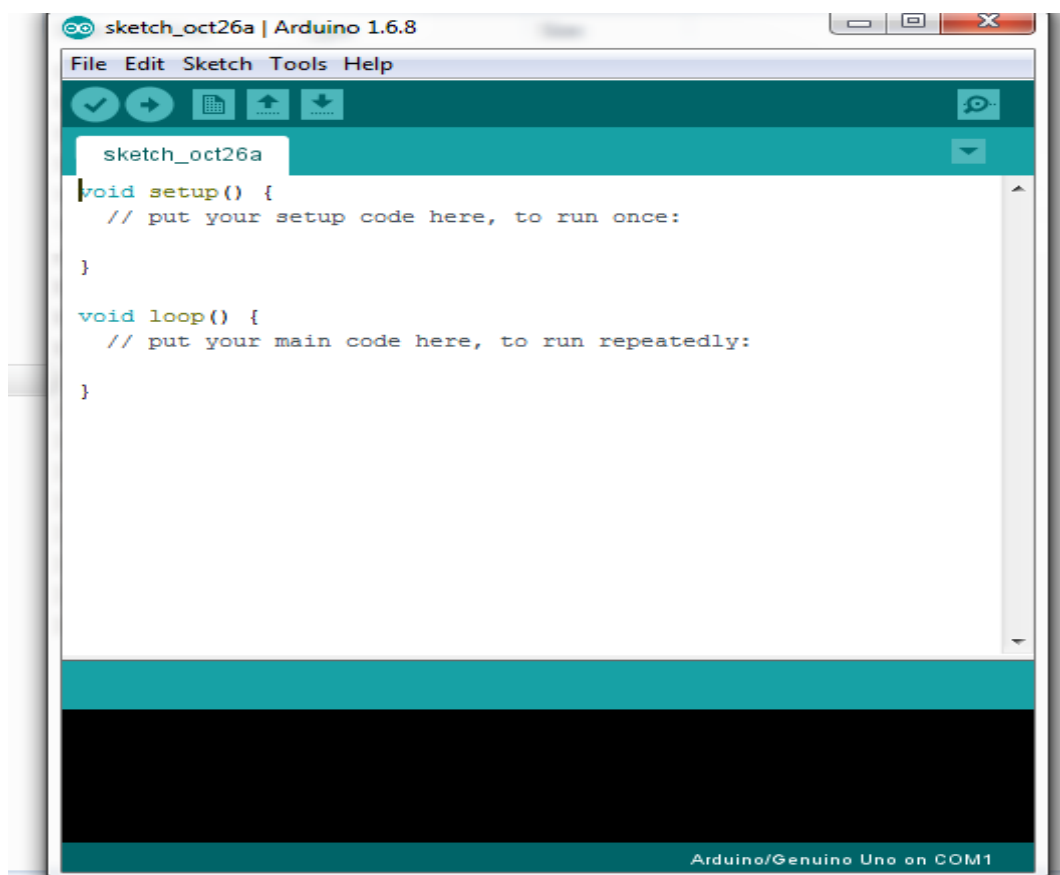 sketch_oct26a | Arduino 1.6.8
File Edit Sketch Tools Help
sketch_oct26a
void setup() {
  // put your setup code here, to run once:
}
void loop() {
  // put your main code here, to run repeatedly:
}
Arduino/Genuino Uno on COM1